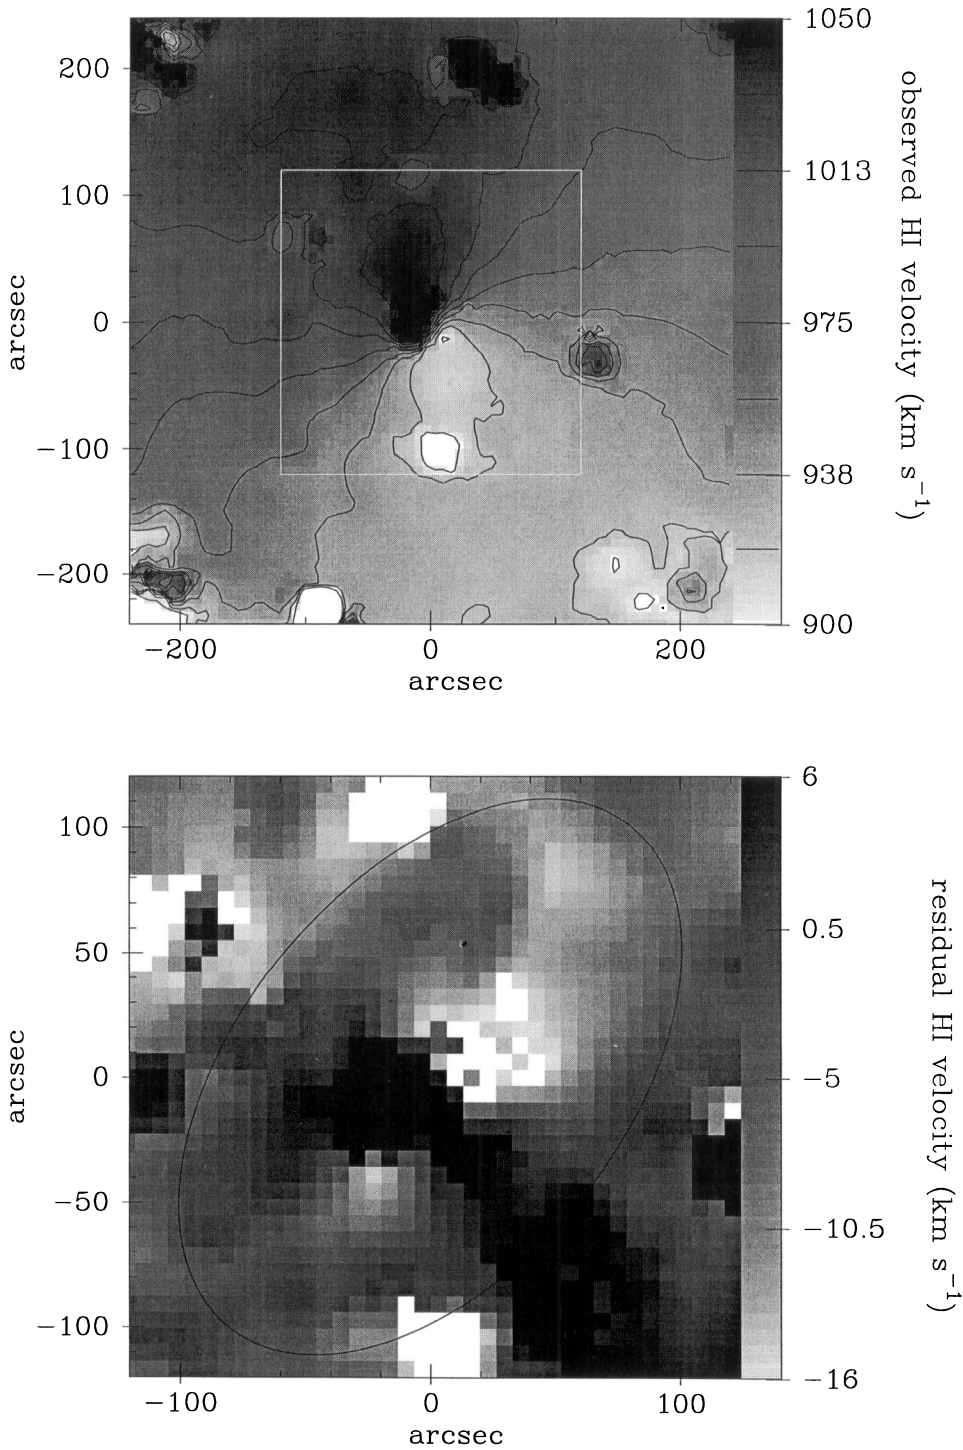 1050
200
1013
100
0
975
-100
938
-200
900
-200 0 200
arcsec
arcsec
observed HI velocity (km s⁻¹)
6
100
0.5
50
0
-5
-50
-10.5
-100
-16
-100 0 100
arcsec
arcsec
residual HI velocity (km s⁻¹)